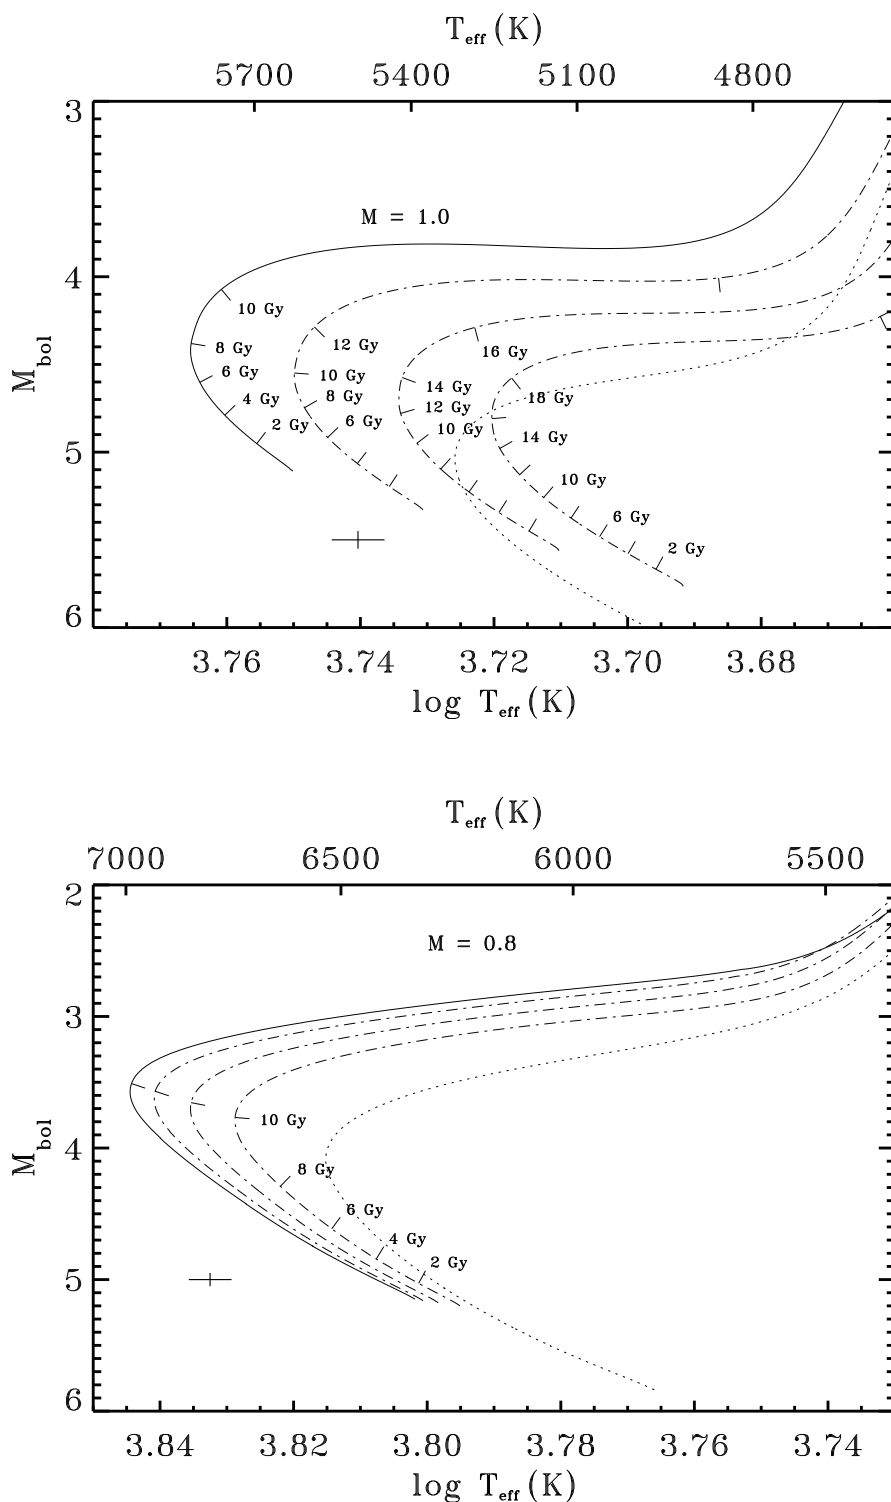 T_eff (K)
5700 5400 5100 4800
3
M = 1.0
4
10 Gy
12 Gy
16 Gy
8 Gy
6 Gy
10 Gy
14 Gy
4 Gy
8 Gy
12 Gy
18 Gy
2 Gy
6 Gy
10 Gy
14 Gy
M_bol
5
10 Gy
6 Gy
2 Gy
6
3.76 3.74 3.72 3.70 3.68
log T_eff (K)
T_eff (K)
7000 6500 6000 5500
2
M = 0.8
3
10 Gy
M_bol
4
8 Gy
6 Gy
4 Gy
2 Gy
5
6
3.84 3.82 3.80 3.78 3.76 3.74
log T_eff (K)